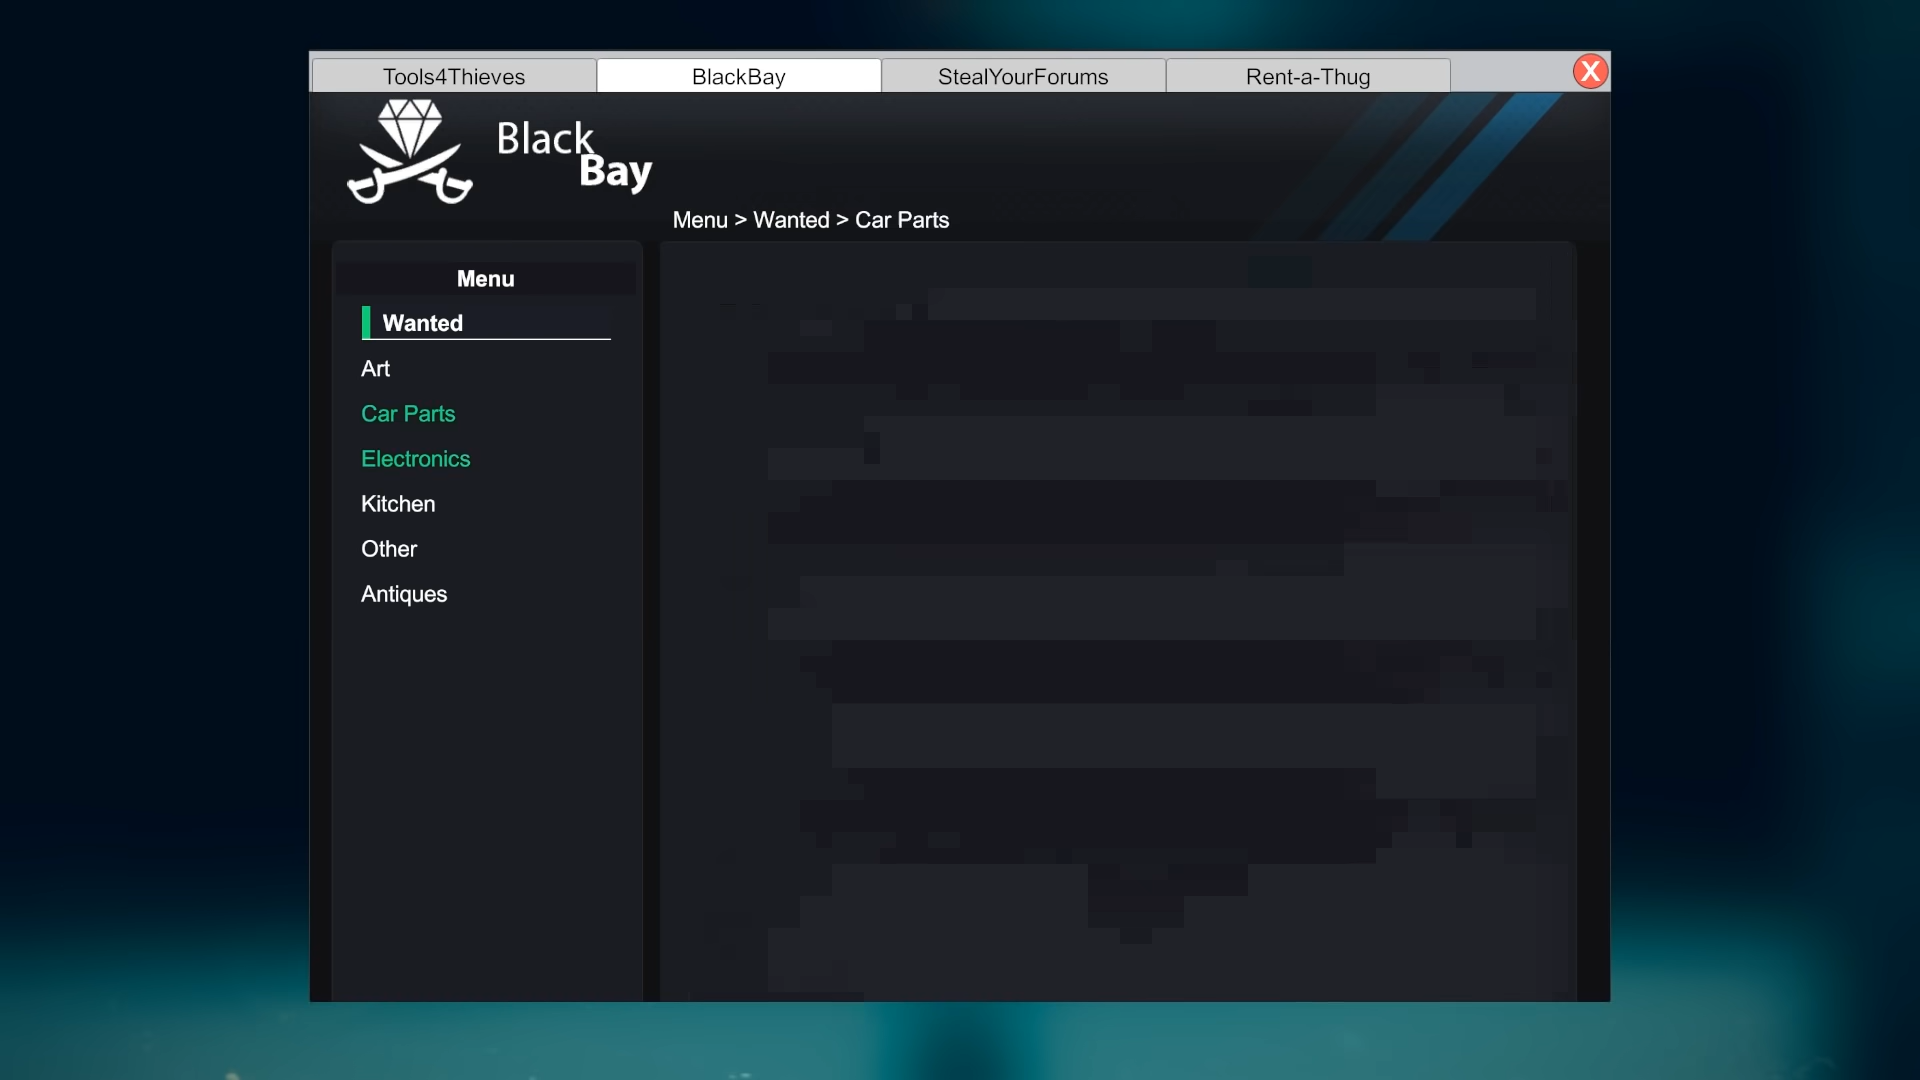 Tools4Thieves
BlackBay
StealYourForums
Rent-a-Thug
X
Black
Bay
Menu > Wanted > Car Parts
Menu
Wanted
Art
Car Parts
Electronics
Kitchen
Other
Antiques